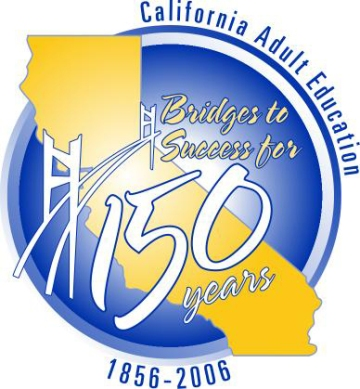 California Adult Education
Bridges to
Success for
150
years
1856-2006